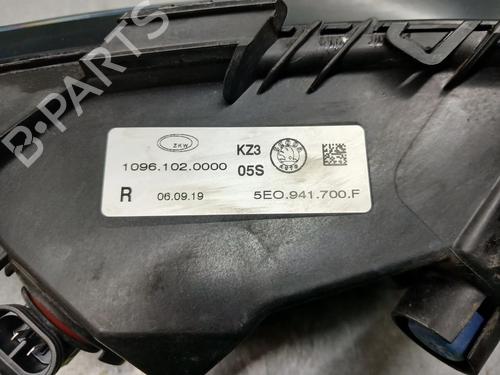 B-PARTS
ZKW
KZ3
1096.102.0000
05S
R
06.09.19
5E0.941.700.F